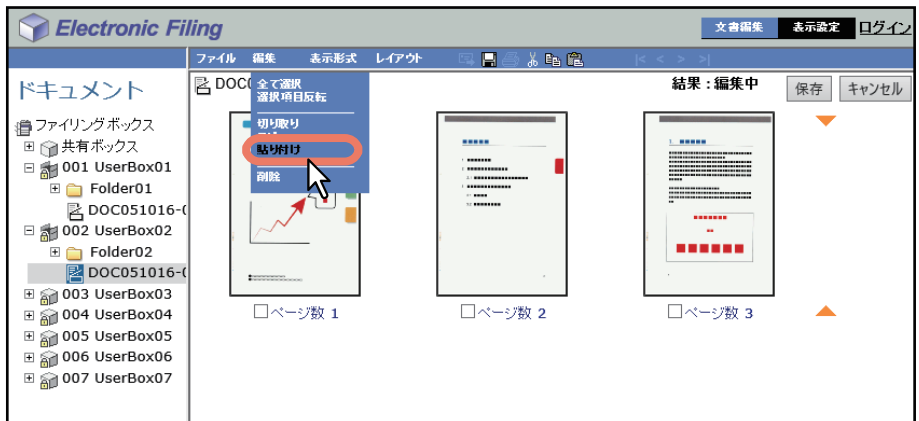 Electronic Filing
文書編集 表示設定 ログイン
ファイル 編集 表示形式 レイアウト |< < > >|
ドキュメント
ファイリングボックス
共有ボックス
001 UserBox01
Folder01
DOC051016-0
002 UserBox02
Folder02
DOC051016-0
003 UserBox03
004 UserBox04
005 UserBox05
006 UserBox06
007 UserBox07
DOC
結果 : 編集中
保存 キャンセル
全て選択
選択項目反転
切り取り
貼り付け
削除
ページ数 1
ページ数 2
ページ数 3